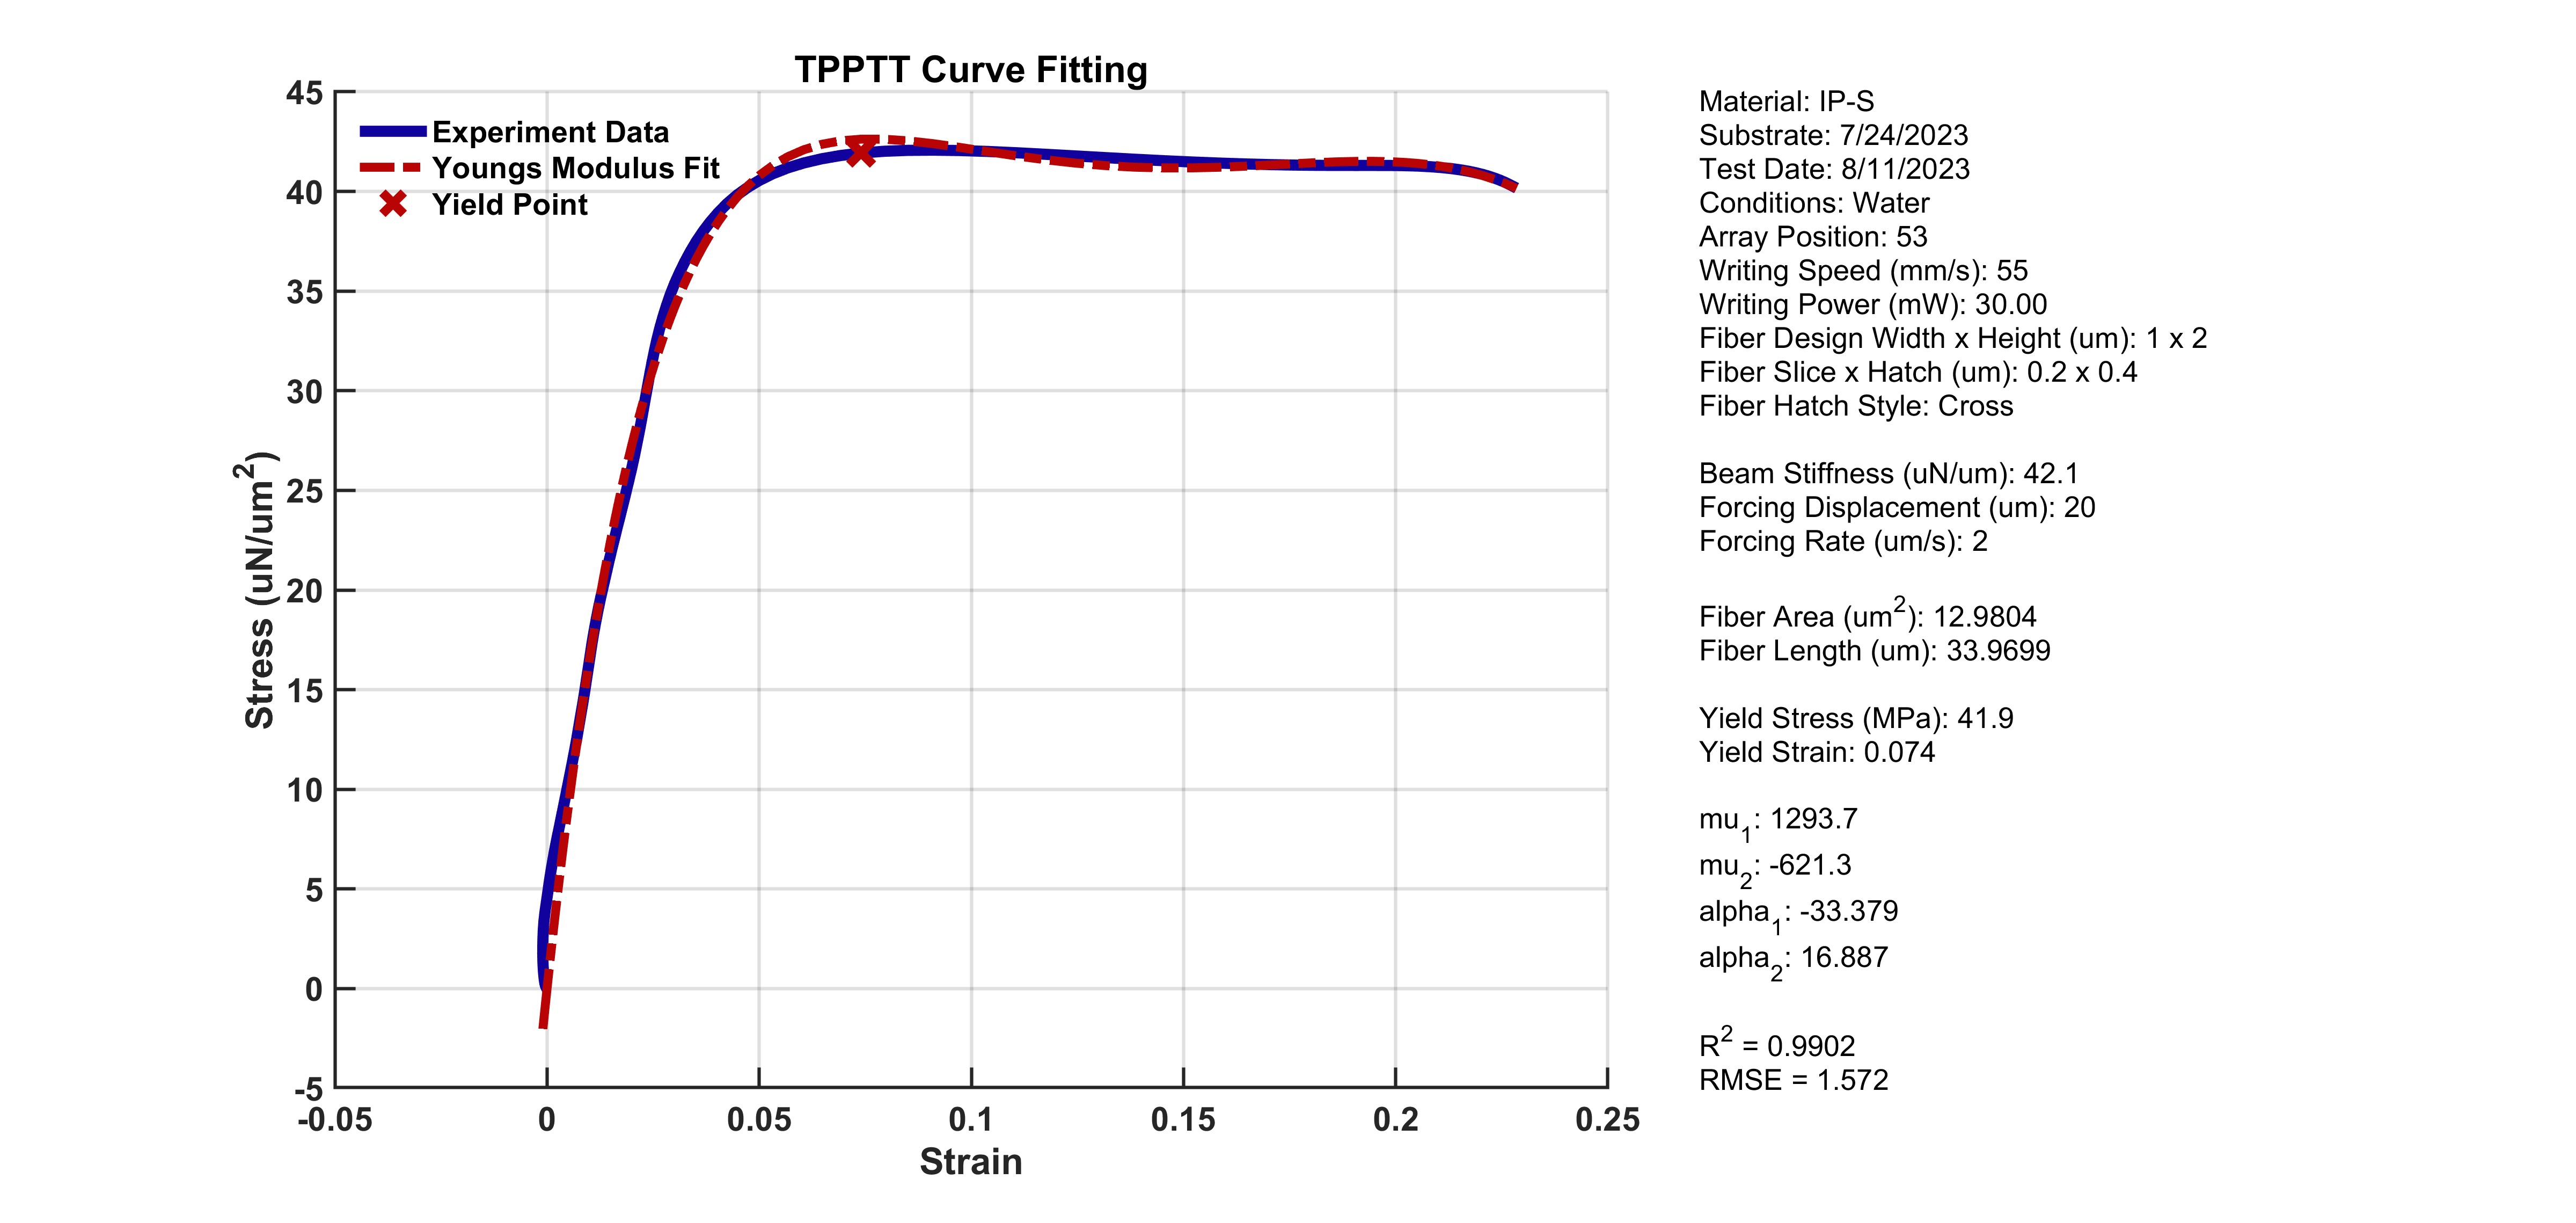 TPPTT Curve Fitting
Experiment Data
Youngs Modulus Fit
Yield Point
45
40
35
30
25
20
15
10
5
0
-5
Stress (uN/um²)
-0.05
0
0.05
0.1
0.15
0.2
0.25
Strain
Material: IP-S
Substrate: 7/24/2023
Test Date: 8/11/2023
Conditions: Water
Array Position: 53
Writing Speed (mm/s): 55
Writing Power (mW): 30.00
Fiber Design Width x Height (um): 1 x 2
Fiber Slice x Hatch (um): 0.2 x 0.4
Fiber Hatch Style: Cross
Beam Stiffness (uN/um): 42.1
Forcing Displacement (um): 20
Forcing Rate (um/s): 2
Fiber Area (um²): 12.9804
Fiber Length (um): 33.9699
Yield Stress (MPa): 41.9
Yield Strain: 0.074
mu₁: 1293.7
mu₂: -621.3
alpha₁: -33.379
alpha₂: 16.887
R² = 0.9902
RMSE = 1.572